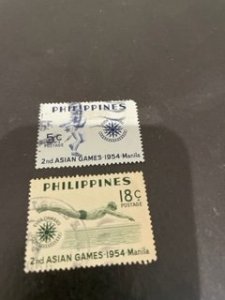 PHILIPPINES
5c
POSTAGE
2nd ASIAN GAMES·1954·Manila
PHILIPPINES
18c
POSTAGE
2nd ASIAN GAMES·1954·Manila